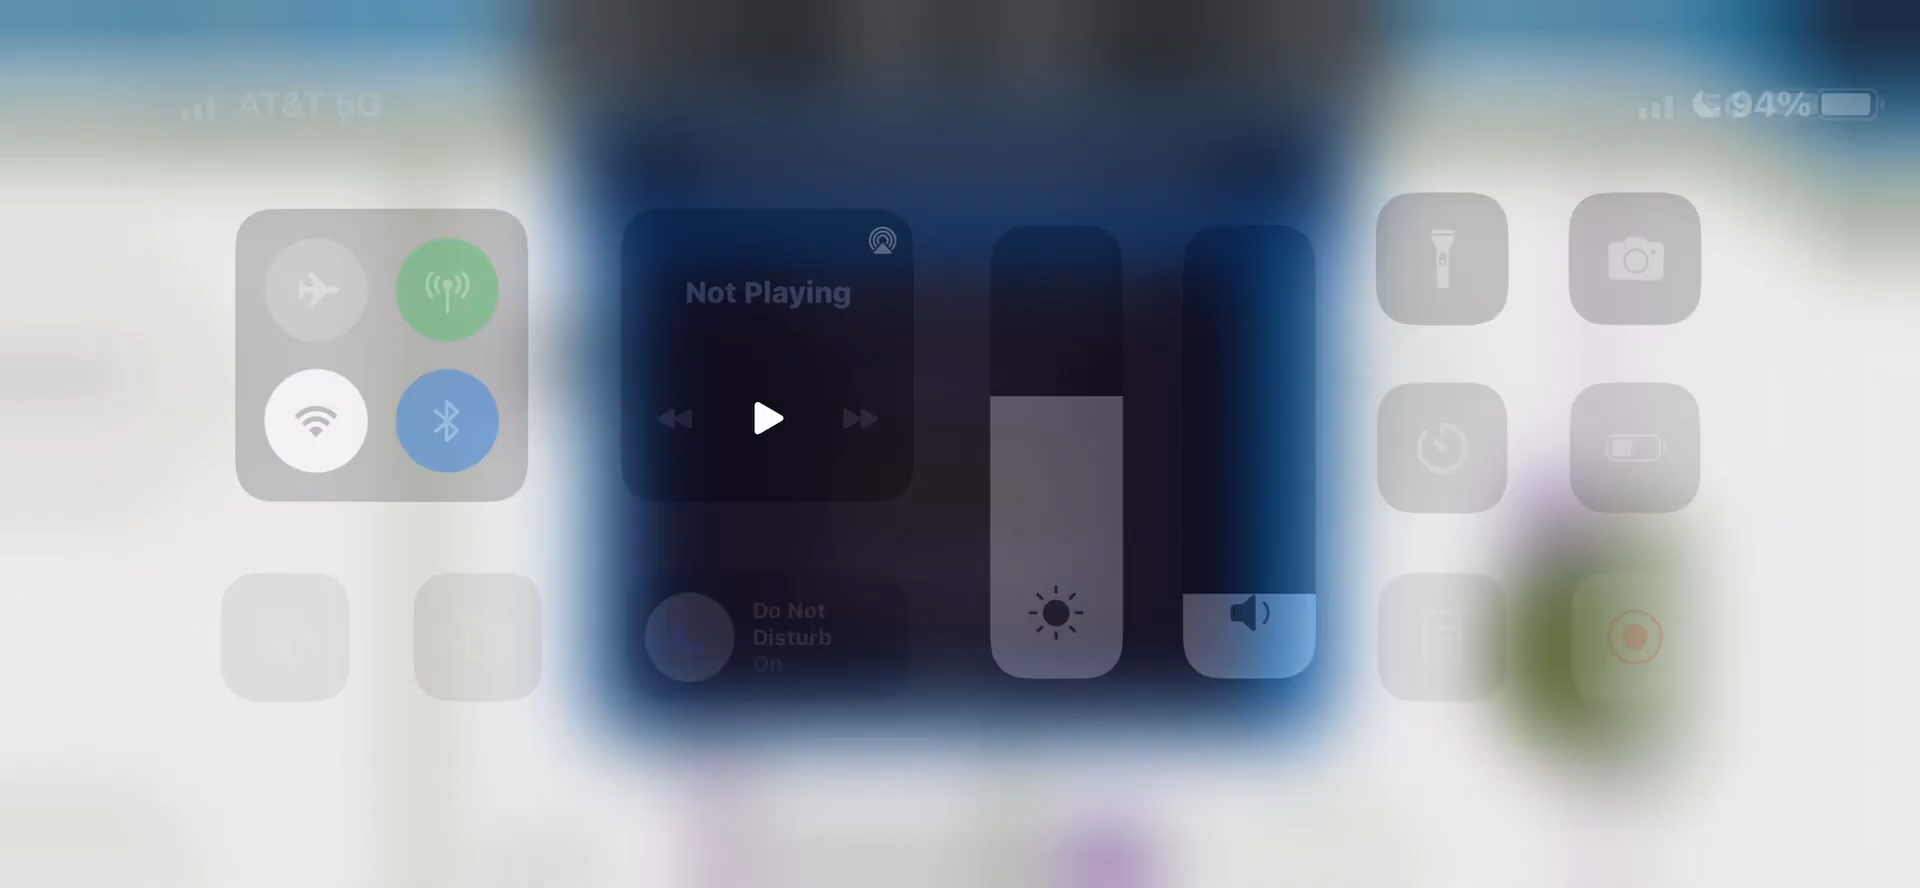 AT&T 5G
94%
Not Playing
Do Not
Disturb
On